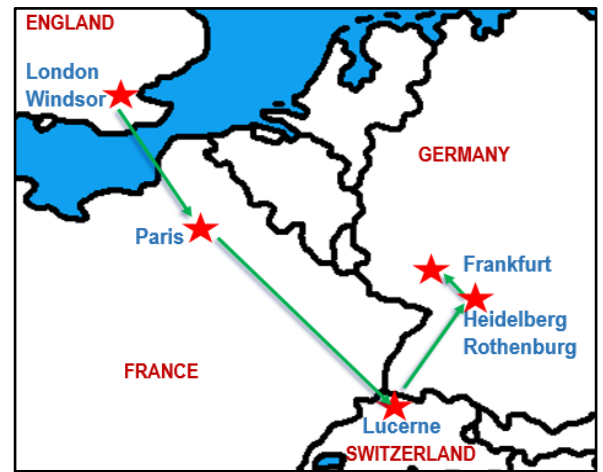 ENGLAND
London
Windsor
GERMANY
Paris
Frankfurt
Heidelberg
Rothenburg
FRANCE
Lucerne
SWITZERLAND